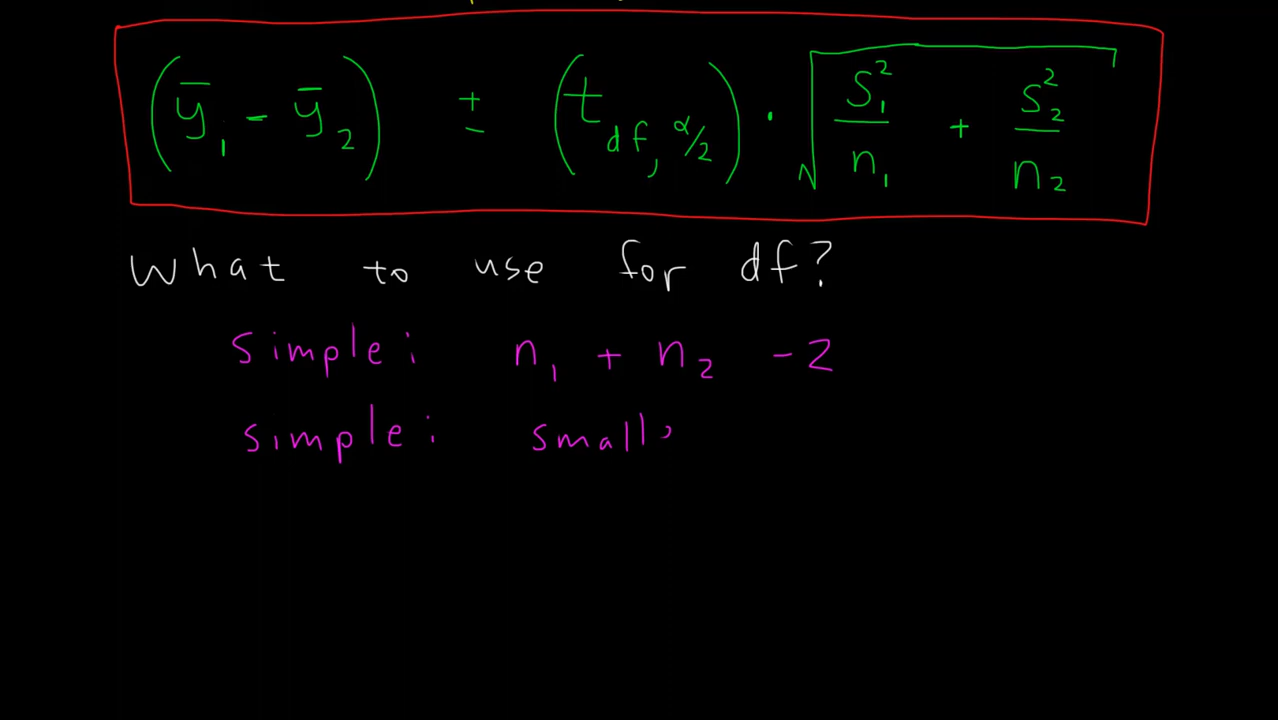 (ȳ₁ - ȳ₂) ± (t_df, α/2) · √(s₁²/n₁ + s₂²/n₂)
What to use for df?
simple: n₁ + n₂ - 2
simple: small